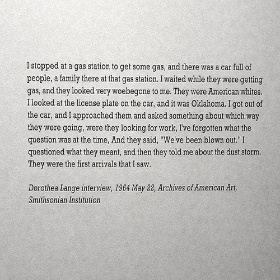 I stopped at a gas station to get some gas, and there was a car full of
people, a family there at that gas station. I waited while they were getting
gas, and they looked very woebegone to me. They were American whites.
I looked at the license plate on the car, and it was Oklahoma. I got out of
the car, and I approached them and asked something about which way
they were going, were they looking for work, I've forgotten what the
question was at the time, And they said, "We've been blown out." I
questioned what they meant, and then they told me about the dust storm.
They were the first arrivals that I saw.
Dorothea Lange interview, 1964 May 22, Archives of American Art,
Smithsonian Institution